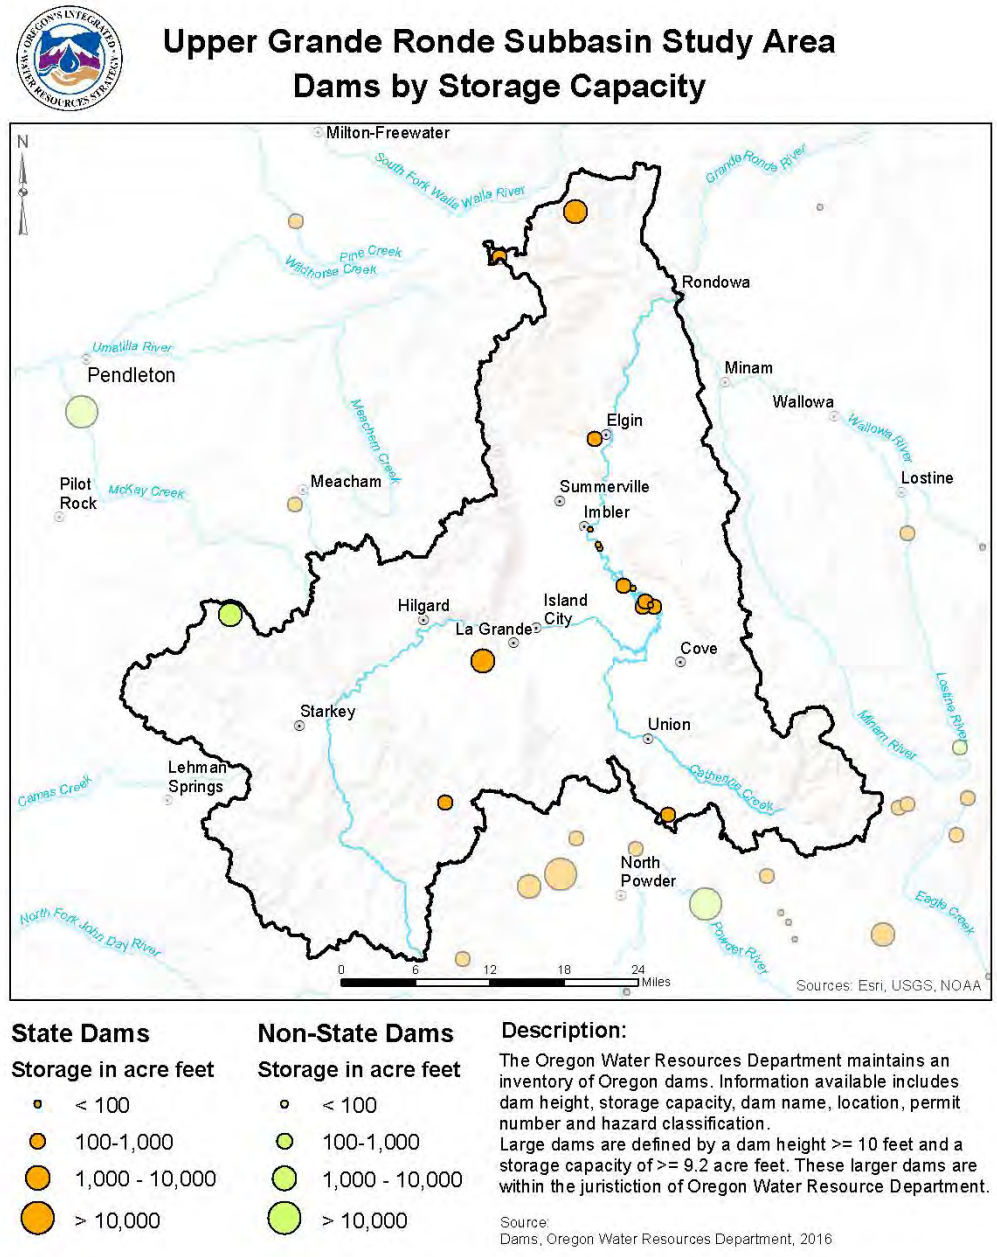 OREGON'S INTEGRATED
WATER RESOURCES STRATEGY
Upper Grande Ronde Subbasin Study Area
Dams by Storage Capacity
N
Milton-Freewater
South Fork Walla Walla River
Grande Ronde River
Pine Creek
Wildhorse Creek
Rondowa
Umatilla River
Pendleton
Minam
Wallowa
Wallowa River
Meacham Creek
Elgin
Pilot
Rock
McKay Creek
Meacham
Summerville
Lostine
Imbler
Hilgard
Island
City
La Grande
Cove
Starkey
Union
Lostine River
Minam River
Lehman
Springs
Camas Creek
Catherine Creek
North
Powder
North Fork John Day River
Powder River
Eagle Creek
0 6 12 18 24
Miles
Sources: Esri, USGS, NOAA
State Dams
Storage in acre feet
< 100
100-1,000
1,000 - 10,000
> 10,000
Non-State Dams
Storage in acre feet
< 100
100-1,000
1,000 - 10,000
> 10,000
Description:
The Oregon Water Resources Department maintains an
inventory of Oregon dams. Information available includes
dam height, storage capacity, dam name, location, permit
number and hazard classification.
Large dams are defined by a dam height >= 10 feet and a
storage capacity of >= 9.2 acre feet. These larger dams are
within the juristiction of Oregon Water Resource Department.
Source:
Dams, Oregon Water Resources Department, 2016